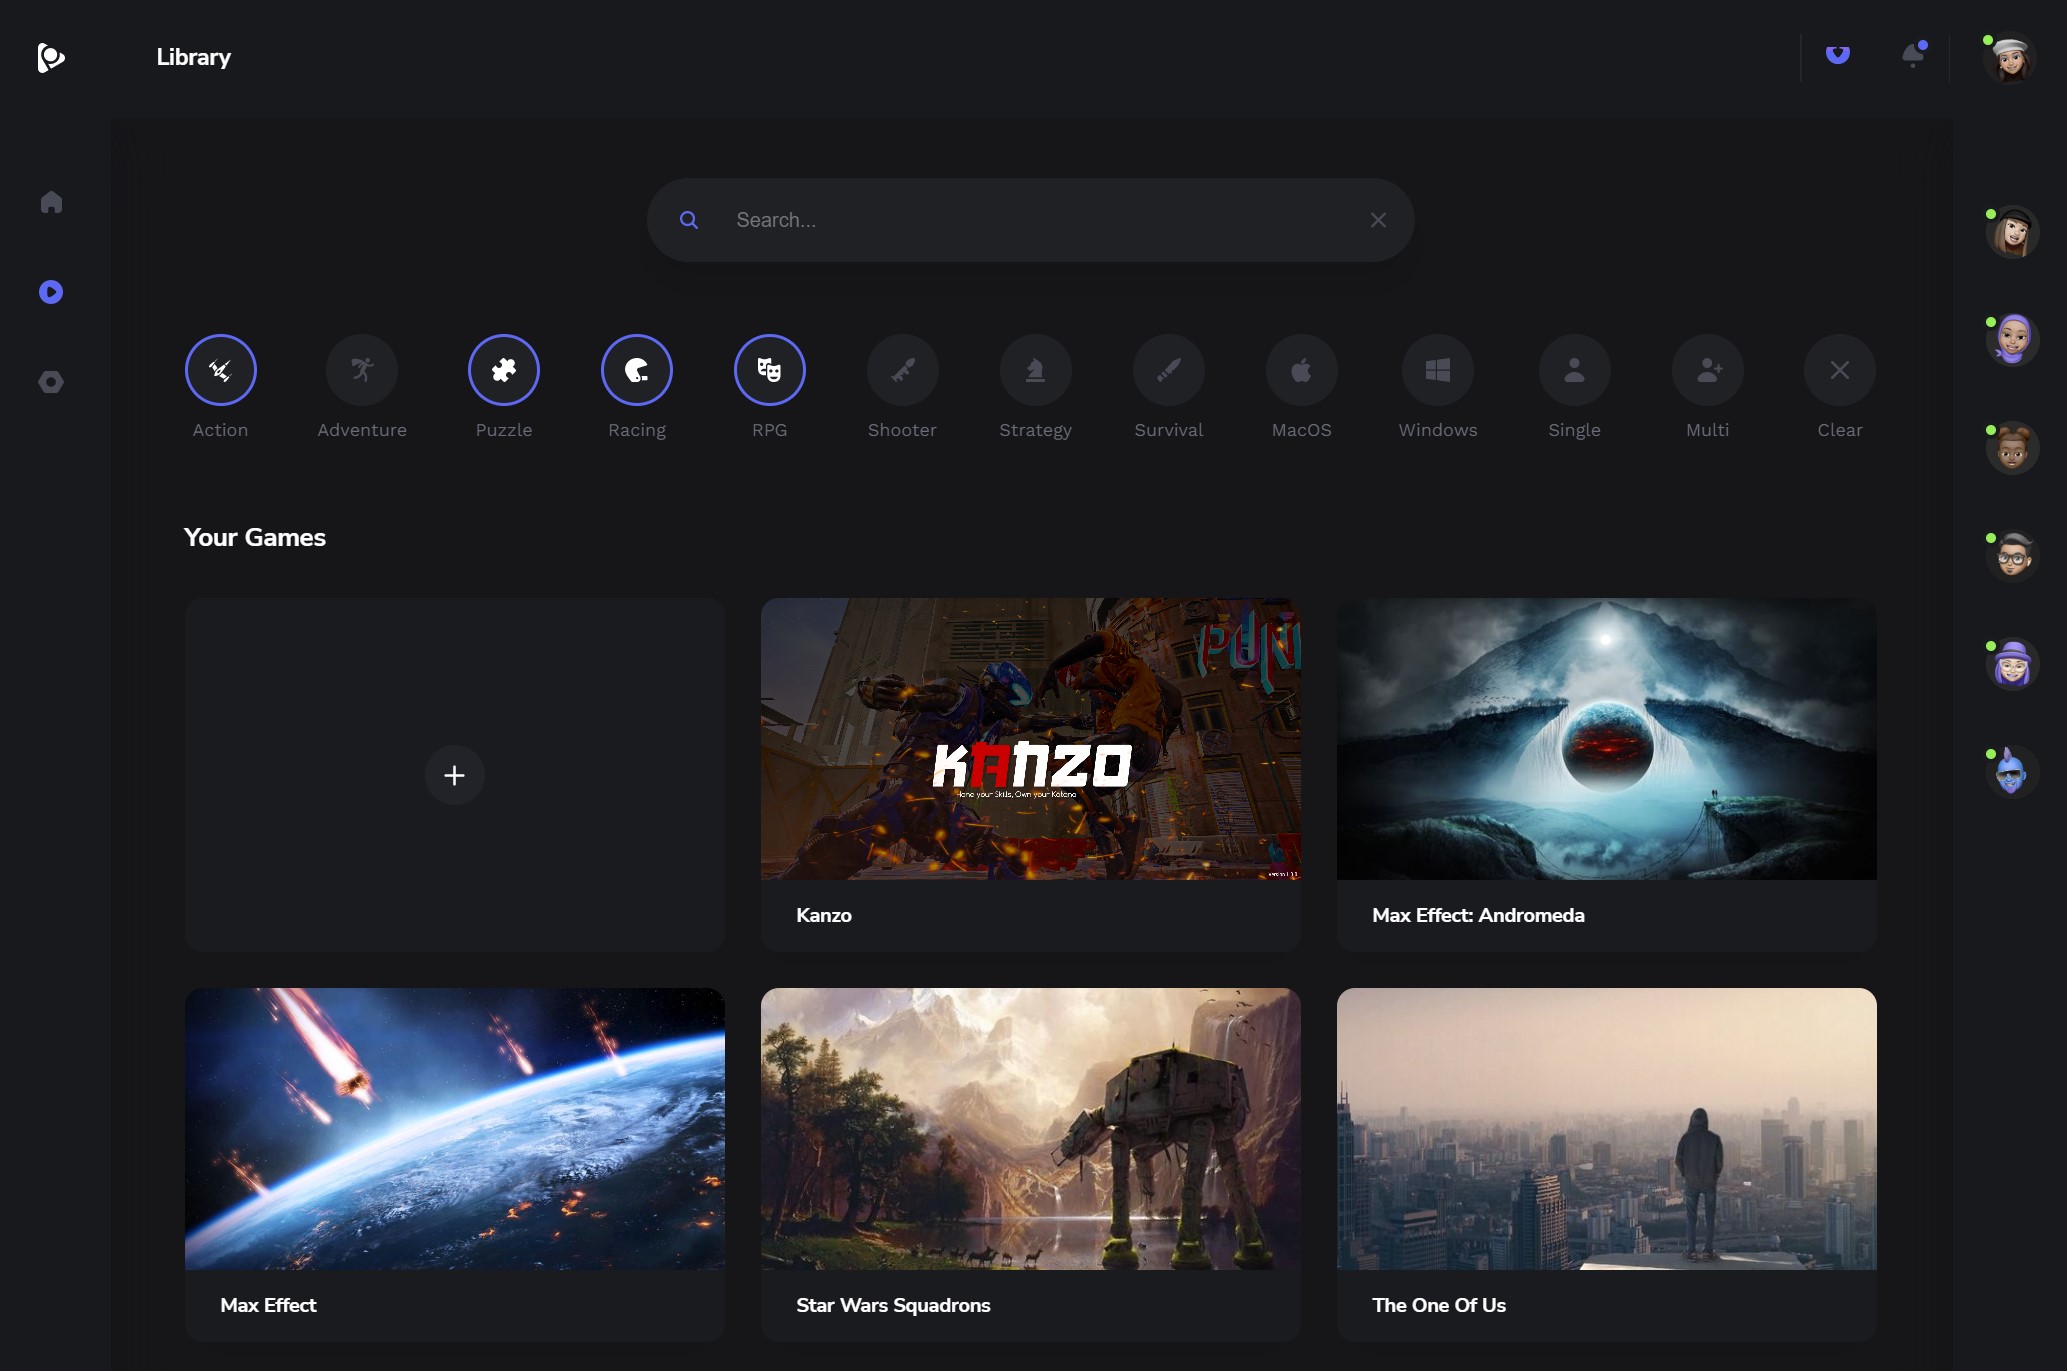 Library
Search...
Action
Adventure
Puzzle
Racing
RPG
Shooter
Strategy
Survival
MacOS
Windows
Single
Multi
Clear
Your Games
PUN
KANZO
Hone your Skills, Own your Katana
Kanzo
Max Effect: Andromeda
Max Effect
Star Wars Squadrons
The One Of Us